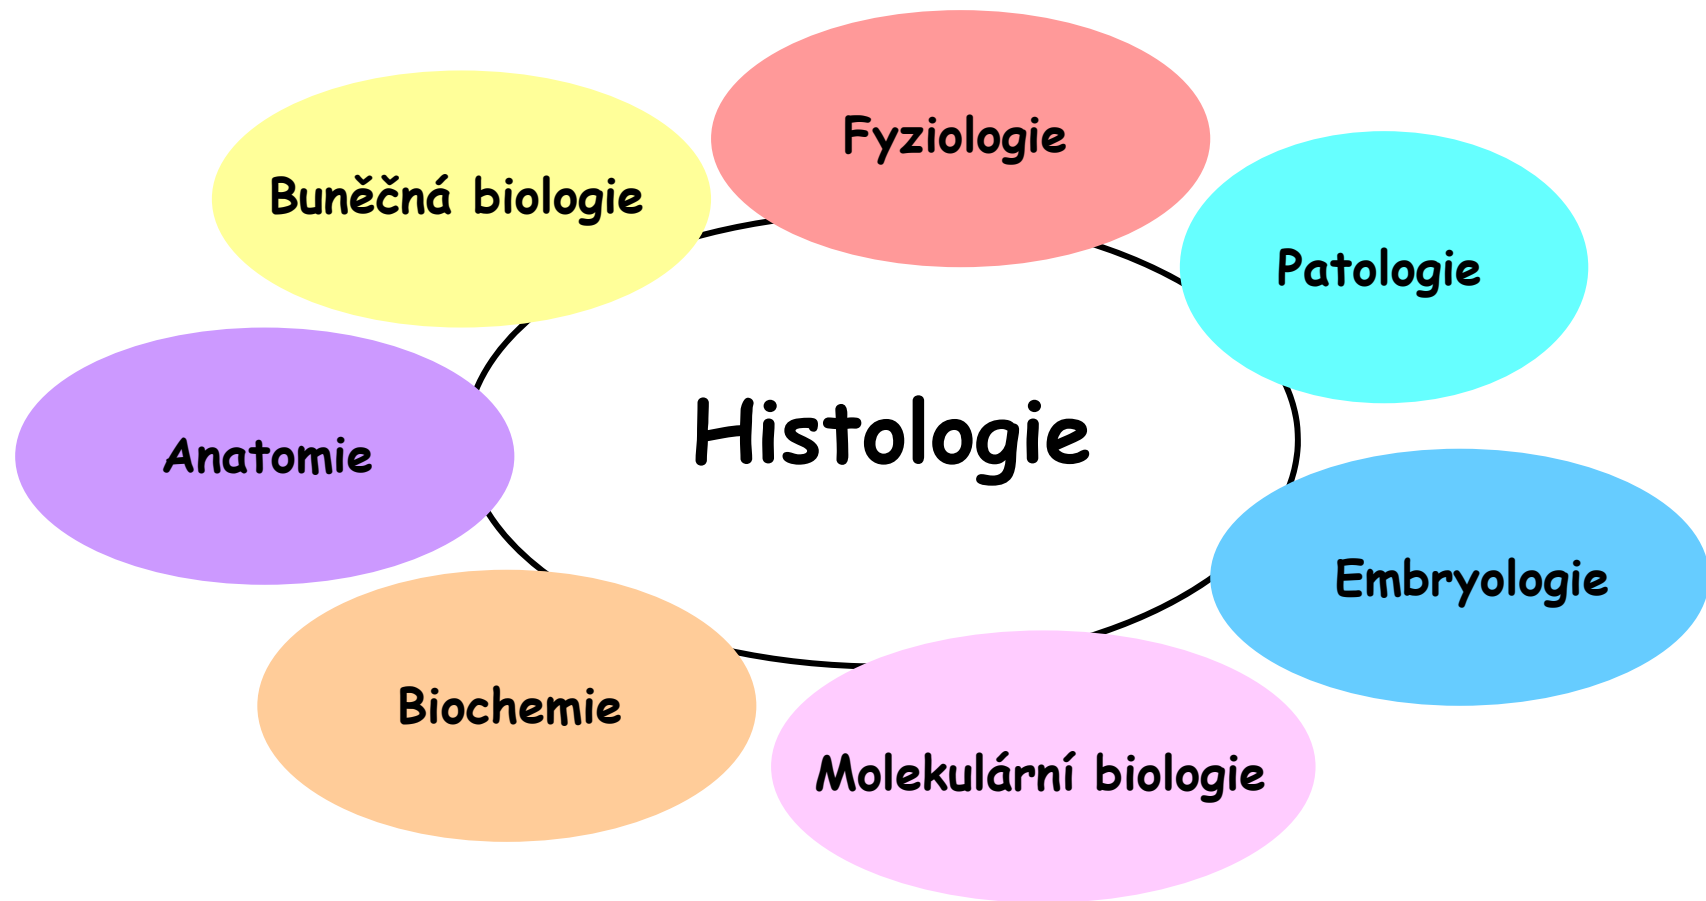 Fyziologie
Buněčná biologie
Patologie
Histologie
Anatomie
Embryologie
Biochemie
Molekulární biologie